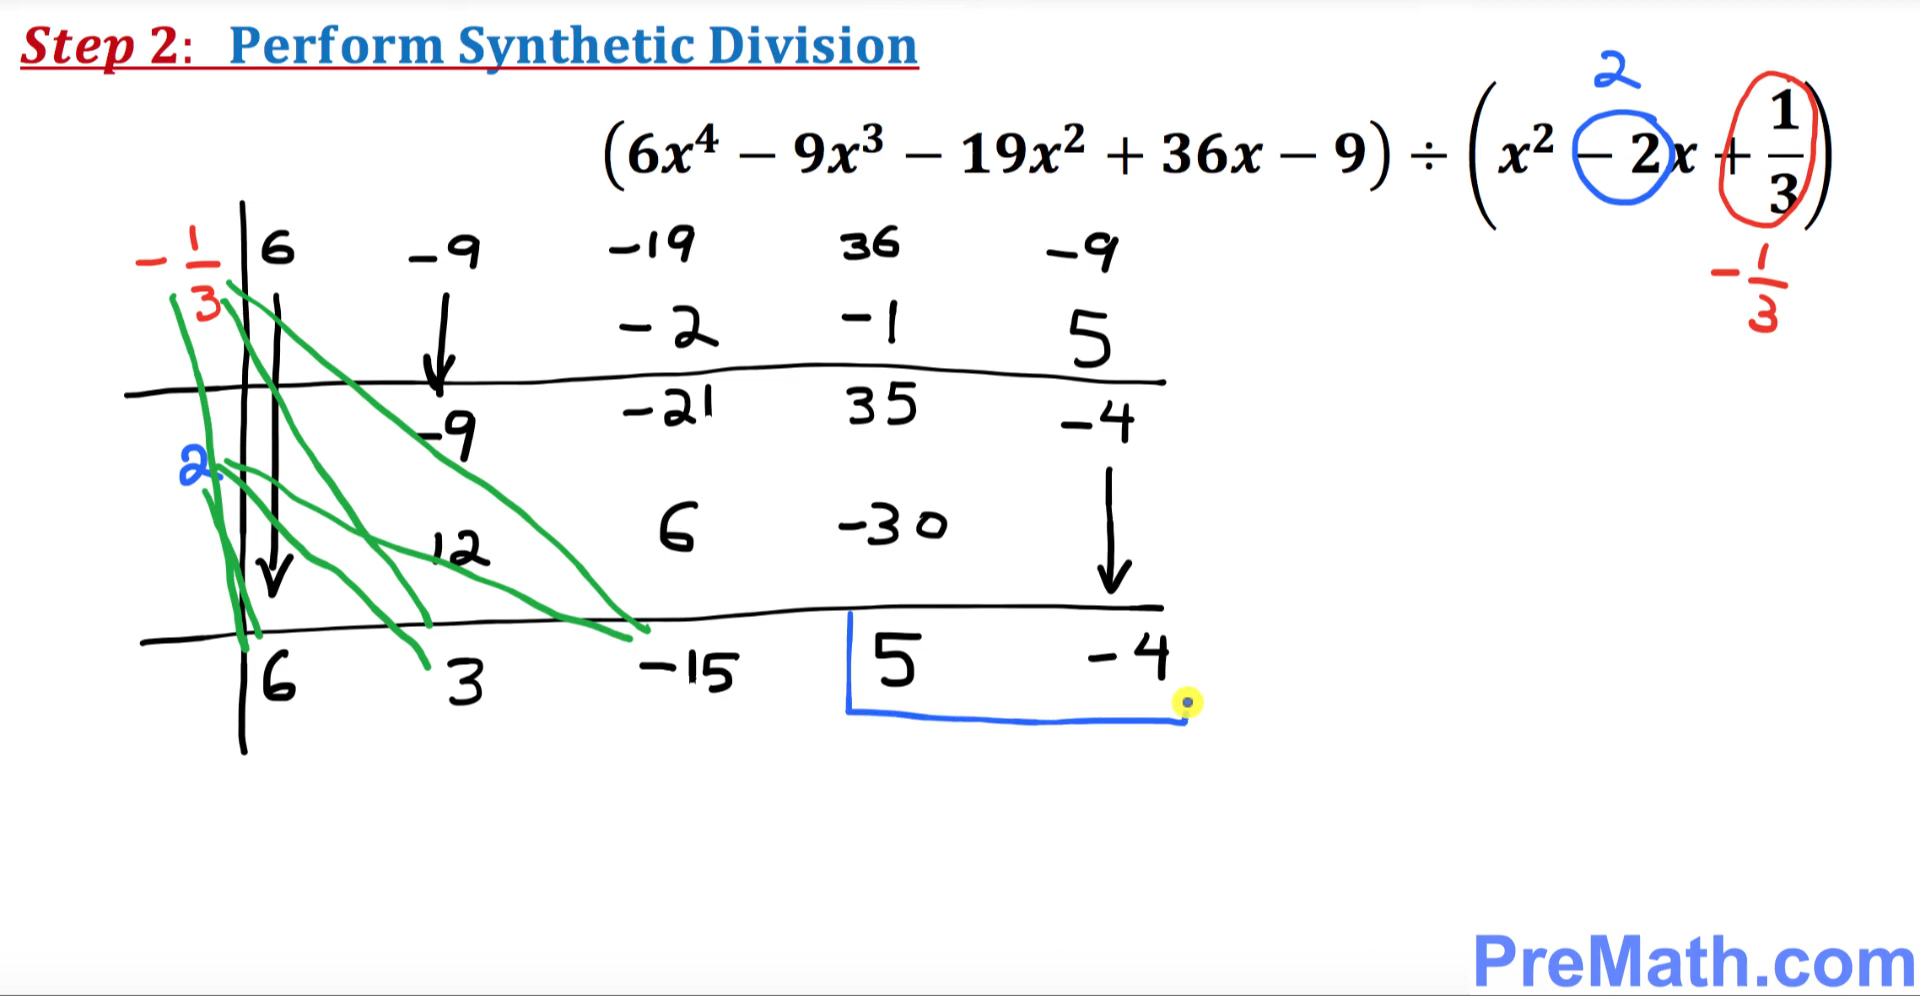 Step 2: Perform Synthetic Division
2
(6x⁴ − 9x³ − 19x² + 36x − 9) ÷ (x² − 2x + 1/3)
-1/3 6 -9 -19 36 -9
-1/3
-2 -1 5
-9 -21 35 -4
2
12 6 -30
6 3 -15 5 -4
PreMath.com